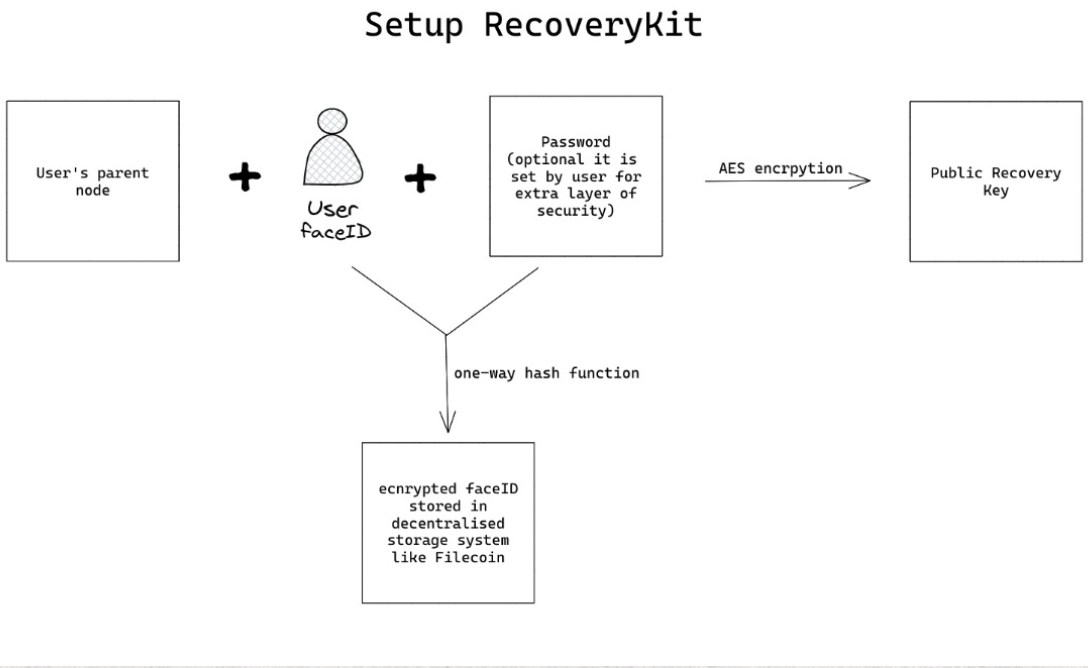 Setup RecoveryKit
User's parent
node
+
User
faceID
+
Password
(optional it is
set by user for
extra layer of
security)
AES encrpytion
Public Recovery
Key
one-way hash function
ecnrypted faceID
stored in
decentralised
storage system
like Filecoin